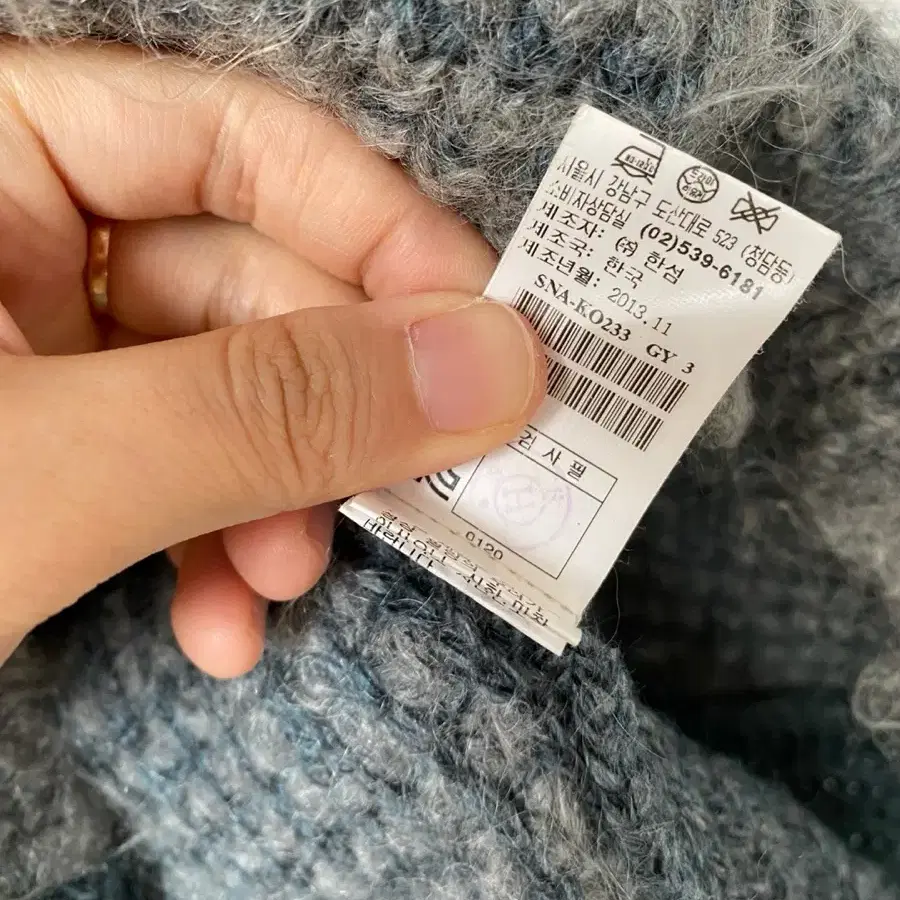 서울시 강남구 도산대로 523 (청담동)
소비자상담실 (02)539-6181
제조자: (주) 한섬
제조국: 한국
제조년월: 2013.11
SNA-KO233 GY 3
검 사 필
0120